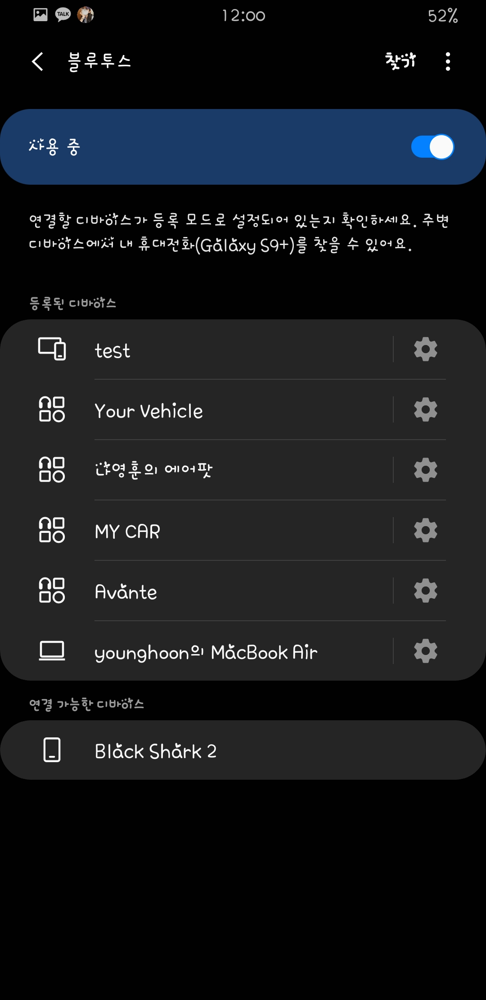 TALK 12:00 52%
블루투스 찾기
사용 중
연결할 디바이스가 등록 모드로 설정되어 있는지 확인하세요. 주변
디바이스에서 내 휴대전화(Galaxy S9+)를 찾을 수 있어요.
등록된 디바이스
test
Your Vehicle
나영훈의 에어팟
MY CAR
Avante
younghoon의 MacBook Air
연결 가능한 디바이스
Black Shark 2